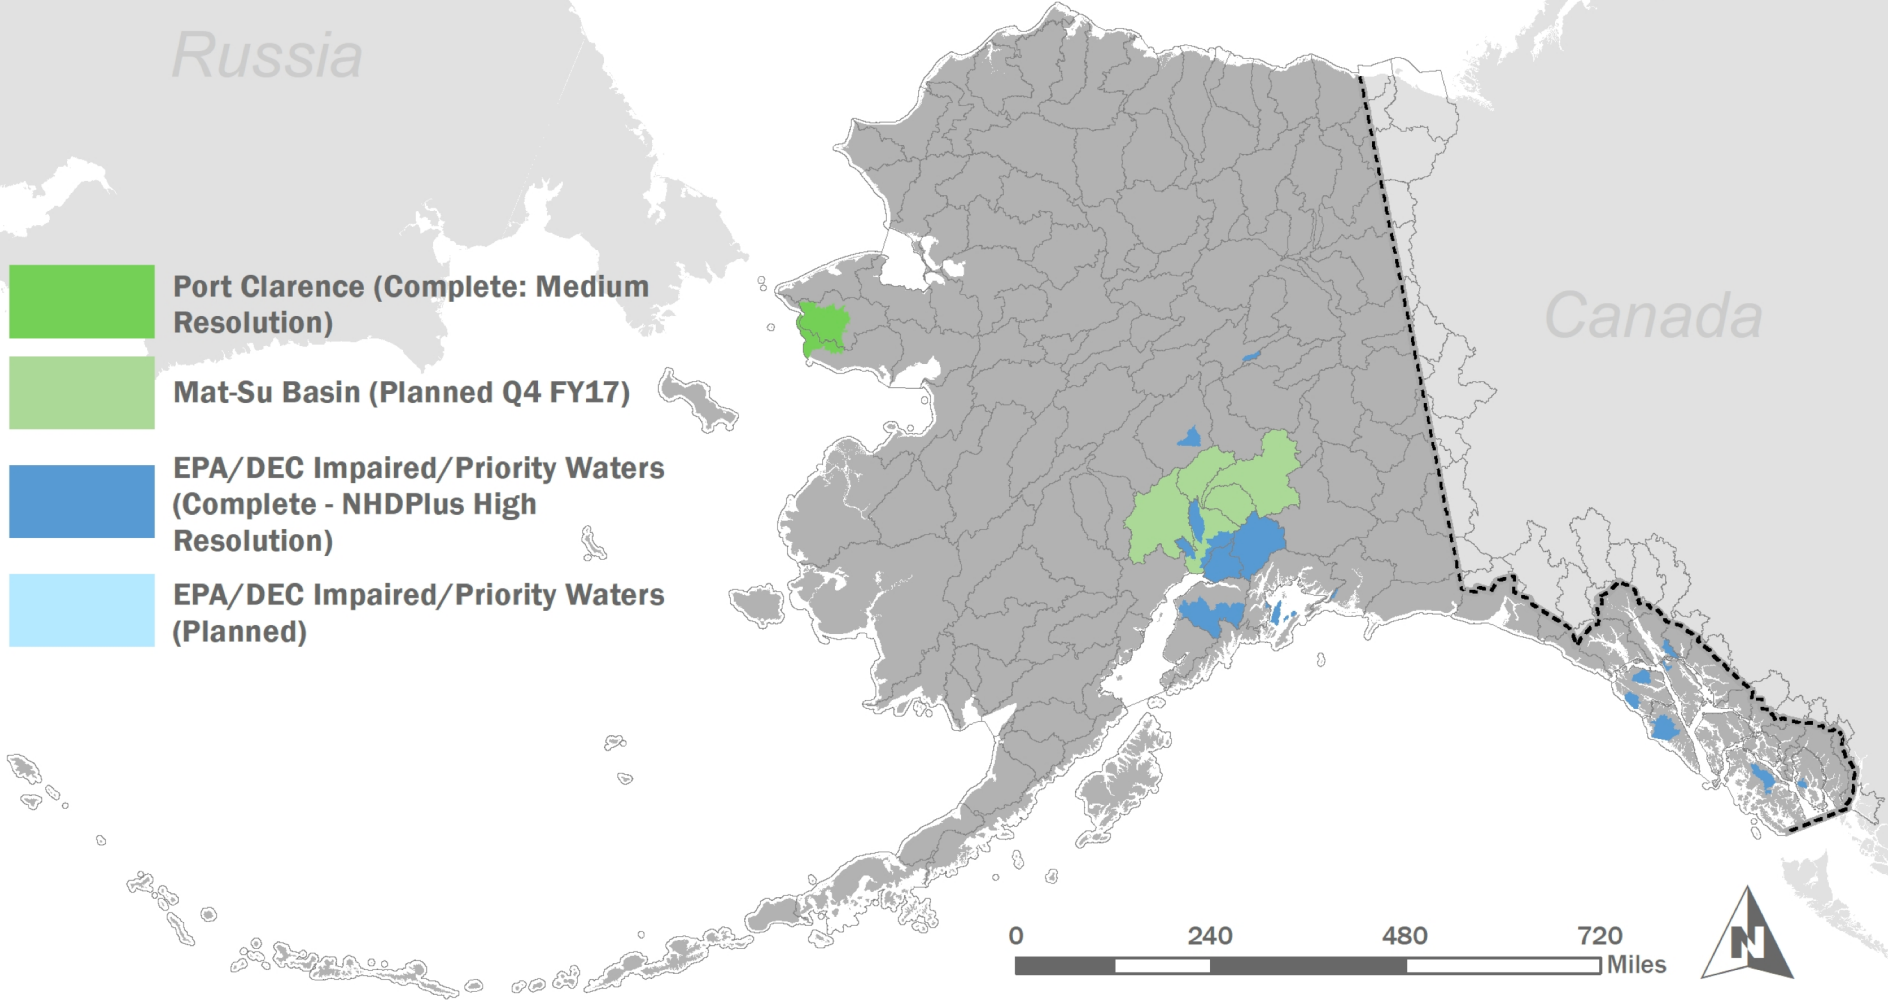 Russia
Port Clarence (Complete: Medium
Resolution)
Mat-Su Basin (Planned Q4 FY17)
EPA/DEC Impaired/Priority Waters
(Complete - NHDPlus High
Resolution)
EPA/DEC Impaired/Priority Waters
(Planned)
Canada
0 240 480 720
Miles
N